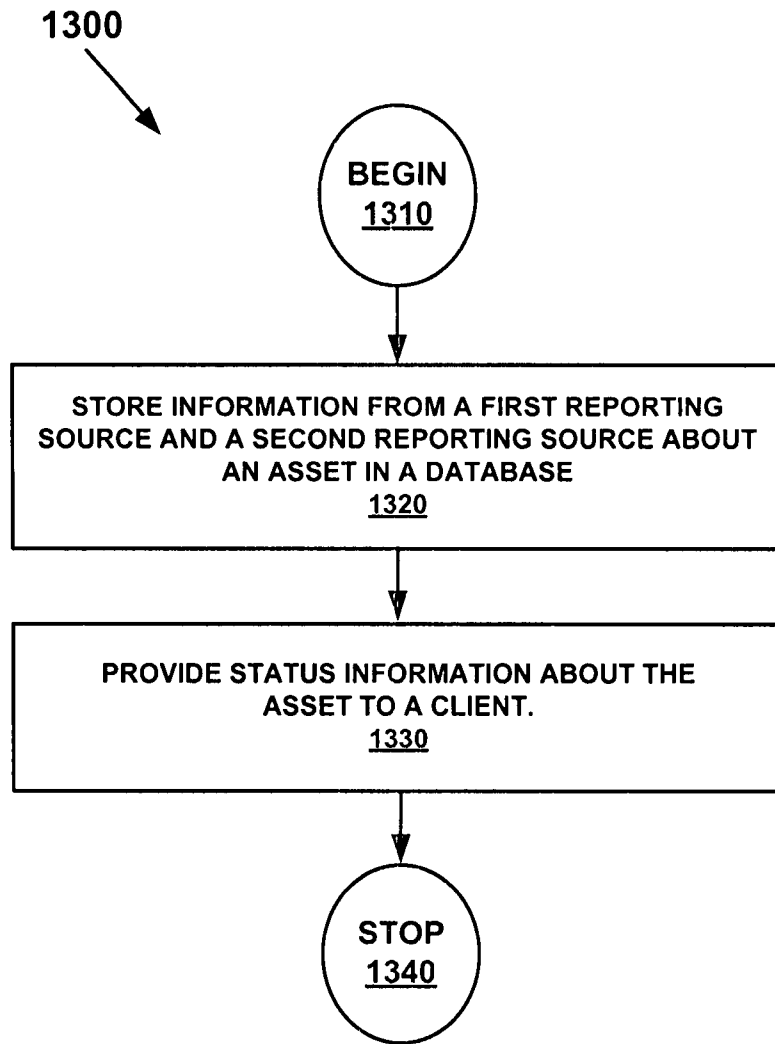 1300
BEGIN
1310
STORE INFORMATION FROM A FIRST REPORTING
SOURCE AND A SECOND REPORTING SOURCE ABOUT
AN ASSET IN A DATABASE
1320
PROVIDE STATUS INFORMATION ABOUT THE
ASSET TO A CLIENT.
1330
STOP
1340